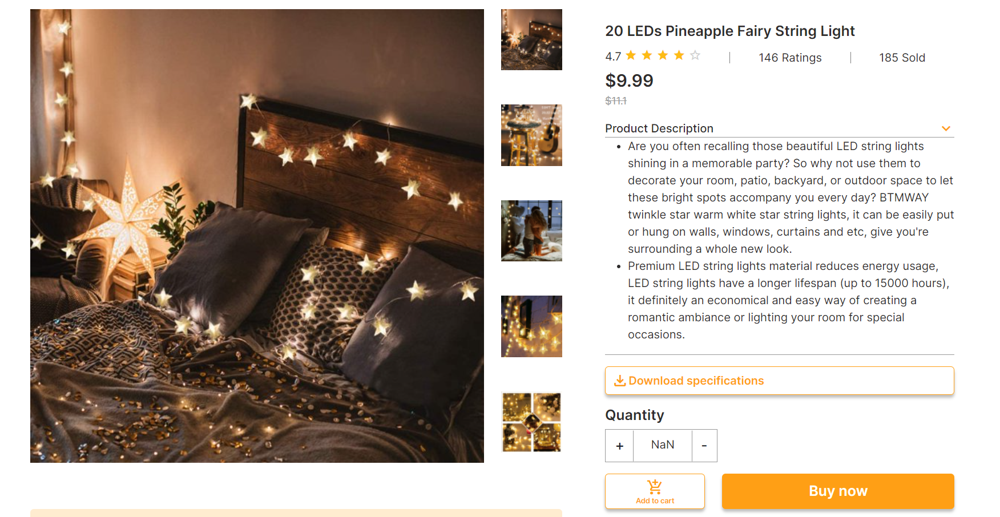 20 LEDs Pineapple Fairy String Light
4.7
146 Ratings
185 Sold
$9.99
$11.1
Product Description
Are you often recalling those beautiful LED string lights
shining in a memorable party? So why not use them to
decorate your room, patio, backyard, or outdoor space to let
these bright spots accompany you every day? BTMWAY
twinkle star warm white star string lights, it can be easily put
or hung on walls, windows, curtains and etc, give you're
surrounding a whole new look.
Premium LED string lights material reduces energy usage,
LED string lights have a longer lifespan (up to 15000 hours),
it definitely an economical and easy way of creating a
romantic ambiance or lighting your room for special
occasions.
Download specifications
Quantity
+ NaN -
Add to cart
Buy now